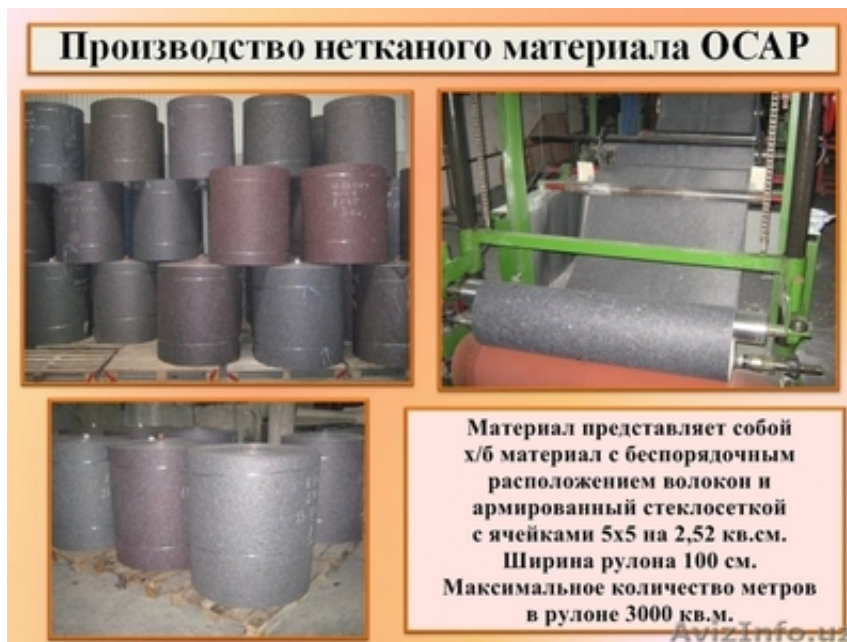 Производство нетканого материала ОСАР
Материал представляет собой
х/б материал с беспорядочным
расположением волокон и
армированный стеклосеткой
с ячейками 5х5 на 2,52 кв.см.
Ширина рулона 100 см.
Максимальное количество метров
в рулоне 3000 кв.м.
AvizInfo.uz